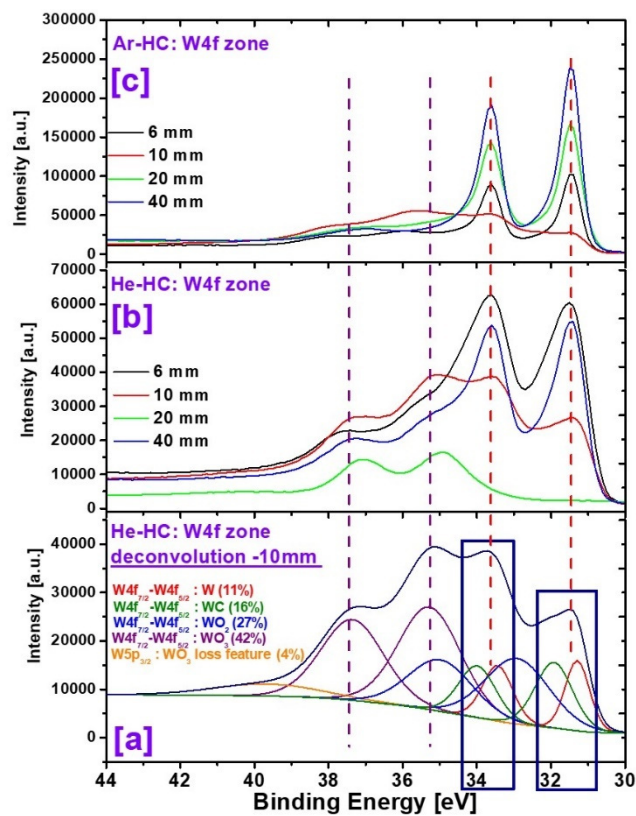 Ar-HC: W4f zone
[c]
6 mm
10 mm
20 mm
40 mm
Intensity [a.u.]
300000
250000
200000
150000
100000
50000
0
He-HC: W4f zone
[b]
6 mm
10 mm
20 mm
40 mm
Intensity [a.u.]
70000
60000
50000
40000
30000
20000
10000
0
He-HC: W4f zone
deconvolution -10mm
W4f7/2-W4f5/2 : W (11%)
W4f7/2-W4f5/2 : WC (16%)
W4f7/2-W4f5/2 : WO2 (27%)
W4f7/2-W4f5/2 : WO3 (42%)
W5p3/2 : WO3 loss feature (4%)
[a]
Intensity [a.u.]
40000
30000
20000
10000
0
44 42 40 38 36 34 32 30
Binding Energy [eV]